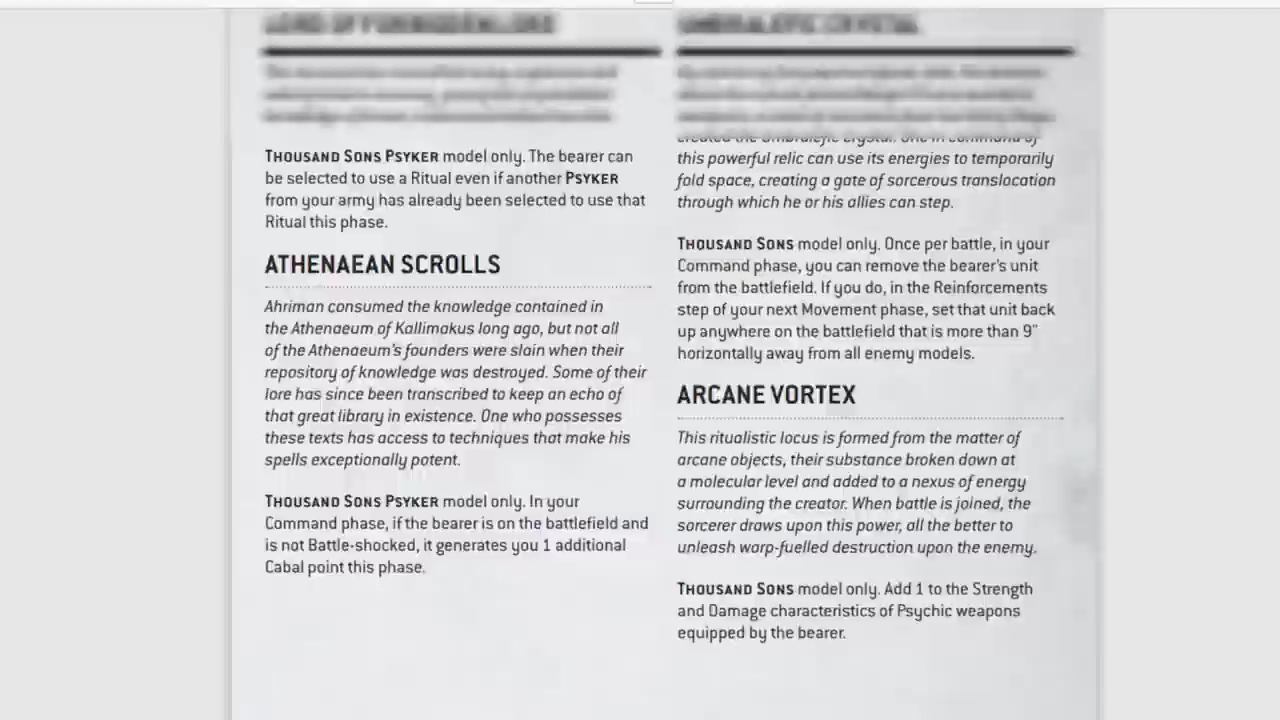 THOUSAND SONS PSYKER model only. The bearer can
be selected to use a Ritual even if another PSYKER
from your army has already been selected to use that
Ritual this phase.
ATHENAEAN SCROLLS
Ahriman consumed the knowledge contained in
the Athenaeum of Kallimakus long ago, but not all
of the Athenaeum's founders were slain when their
repository of knowledge was destroyed. Some of their
lore has since been transcribed to keep an echo of
that great library in existence. One who possesses
these texts has access to techniques that make his
spells exceptionally potent.
THOUSAND SONS PSYKER model only. In your
Command phase, if the bearer is on the battlefield and
is not Battle-shocked, it generates you 1 additional
Cabal point this phase.
UMBRALEFIC CRYSTAL
created the Umbralefic Crystal. One in command of
this powerful relic can use its energies to temporarily
fold space, creating a gate of sorcerous translocation
through which he or his allies can step.
THOUSAND SONS model only. Once per battle, in your
Command phase, you can remove the bearer's unit
from the battlefield. If you do, in the Reinforcements
step of your next Movement phase, set that unit back
up anywhere on the battlefield that is more than 9"
horizontally away from all enemy models.
ARCANE VORTEX
This ritualistic locus is formed from the matter of
arcane objects, their substance broken down at
a molecular level and added to a nexus of energy
surrounding the creator. When battle is joined, the
sorcerer draws upon this power, all the better to
unleash warp-fuelled destruction upon the enemy.
THOUSAND SONS model only. Add 1 to the Strength
and Damage characteristics of Psychic weapons
equipped by the bearer.